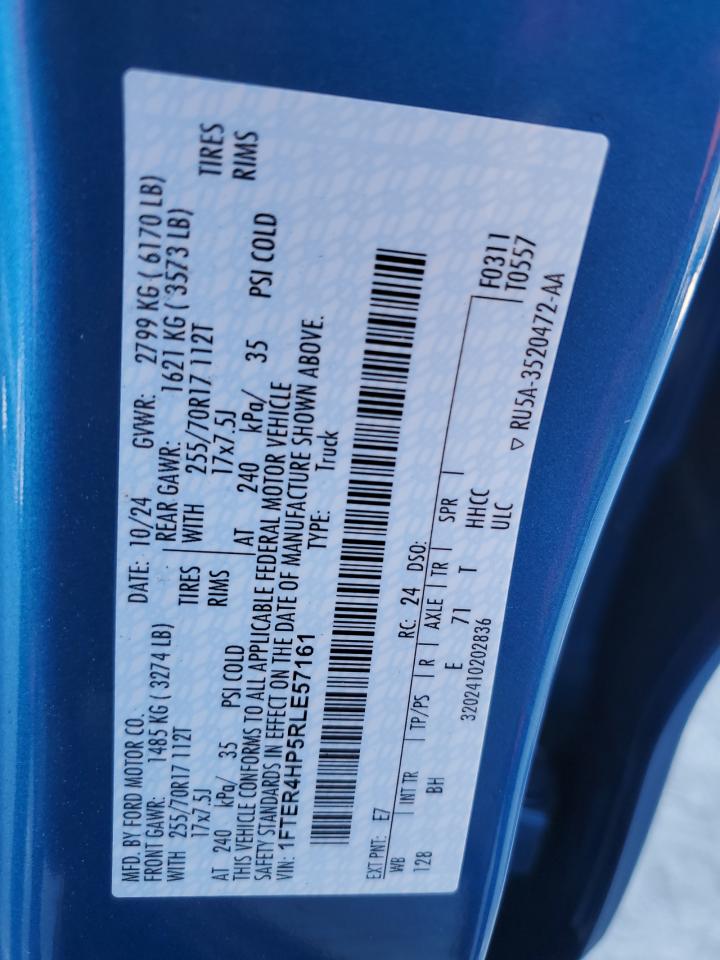 MFD. BY FORD MOTOR CO. DATE: 10/24 GVWR: 2799 KG ( 6170 LB)
FRONT GAWR: 1485 KG ( 3274 LB) REAR GAWR: 1621 KG ( 3573 LB)
WITH 255/70R17 112T TIRES WITH 255/70R17 112T TIRES
17x7.5J RIMS 17x7.5J RIMS
AT 240 kPa/ 35 PSI COLD AT 240 kPa/ 35 PSI COLD
THIS VEHICLE CONFORMS TO ALL APPLICABLE FEDERAL MOTOR VEHICLE
SAFETY STANDARDS IN EFFECT ON THE DATE OF MANUFACTURE SHOWN ABOVE.
VIN: 1FTER4HP5RLE57161 TYPE: Truck
EXT PNT: E7 RC: 24 DSO: F0311
WB INT TR TP/PS R AXLE TR SPR T0557
128 BH E 71 T HHCC
3202410202836 ULC ▽ RU5A-3520472-AA